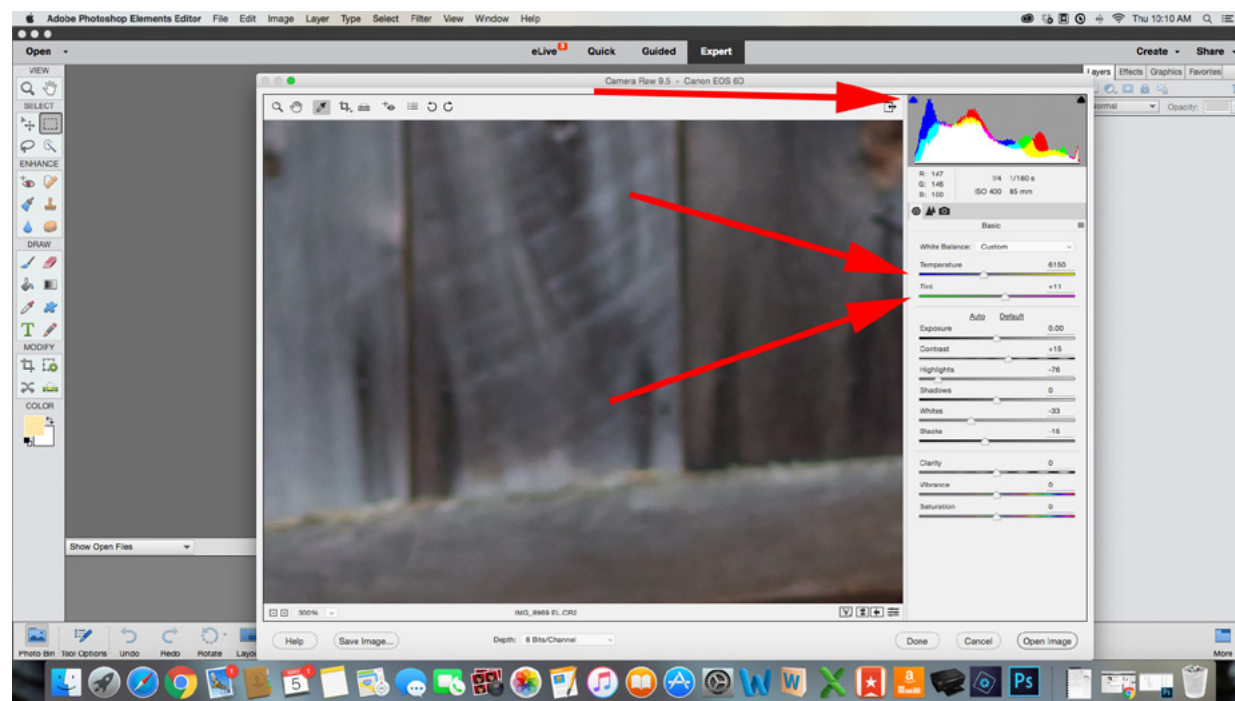 Adobe Photoshop Elements Editor File Edit Image Layer Type Select Filter View Window Help Thu 10:10 AM
Open eLive Quick Guided Expert Create Share
VIEW
SELECT
ENHANCE
DRAW
MODIFY
COLOR
Camera Raw 9.5 - Canon EOS 6D
Layers Effects Graphics Favorites
Opacity:
R: 147
G: 146
f/4 1/180 s
ISO 400 85 mm
Basic
White Balance: Custom
Temperature 6150
Tint +11
Auto Default
Exposure 0.00
Contrast +15
Highlights -76
Shadows 0
Whites -33
Blacks -15
Clarity 0
Vibrance 0
Saturation 0
Show Open Files
300%
Help Save Image... Depth: 8 Bits/Channel Done Cancel Open Image
Photo Bin Tool Options Undo Redo Rotate More
MAY
5
a
Ps